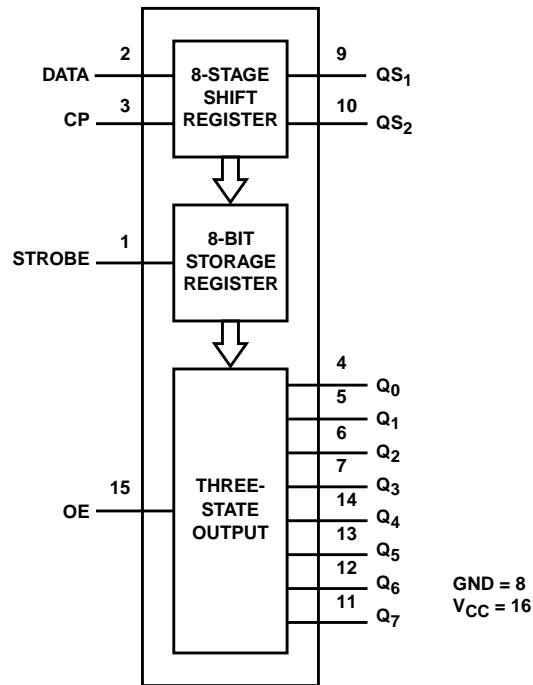 2
DATA
8-STAGE
SHIFT
REGISTER
9
QS1
3
CP
10
QS2
1
STROBE
8-BIT
STORAGE
REGISTER
4
Q0
5
Q1
6
Q2
7
Q3
15
OE
THREE-
STATE
OUTPUT
14
Q4
13
Q5
12
Q6
11
Q7
GND = 8
VCC = 16